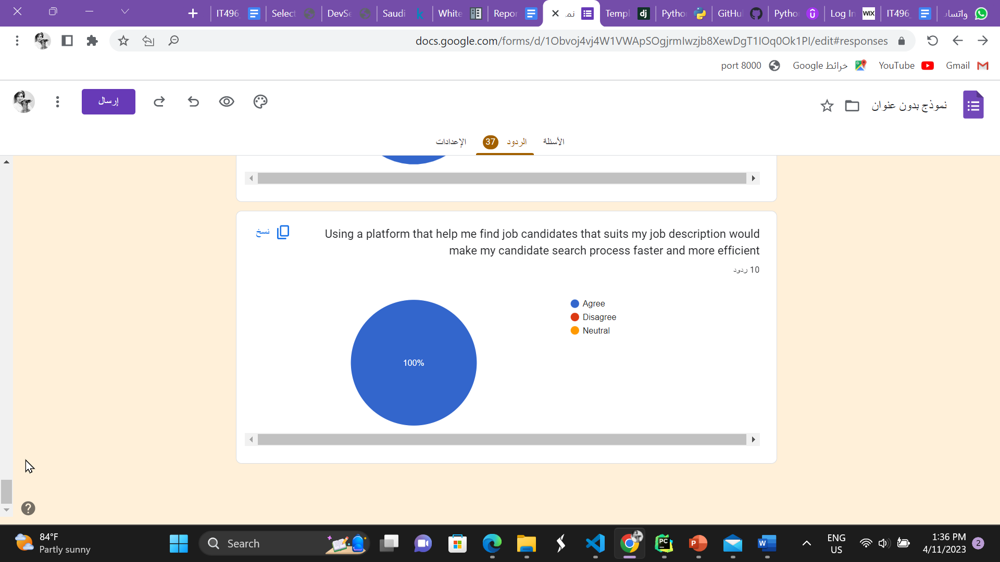 IT496
Select
DevSe
Saudi
White
Repor
نم
Templ
Pytho
GitHu
Pytho
Log In
IT496
واتساب
docs.google.com/forms/d/1Obvoj4vj4W1VWApSOgjrmIwzjb8XewDgT1IOq0Ok1PI/edit#responses
port 8000
خرائط Google
YouTube
Gmail
إرسال
نموذج بدون عنوان
الأسئلة
الردود 37
الإعدادات
نسخ
Using a platform that help me find job candidates that suits my job description would
make my candidate search process faster and more efficient
10 ردود
Agree
Disagree
Neutral
100%
84°F
Partly sunny
Search
ENG
US
1:36 PM
4/11/2023
2